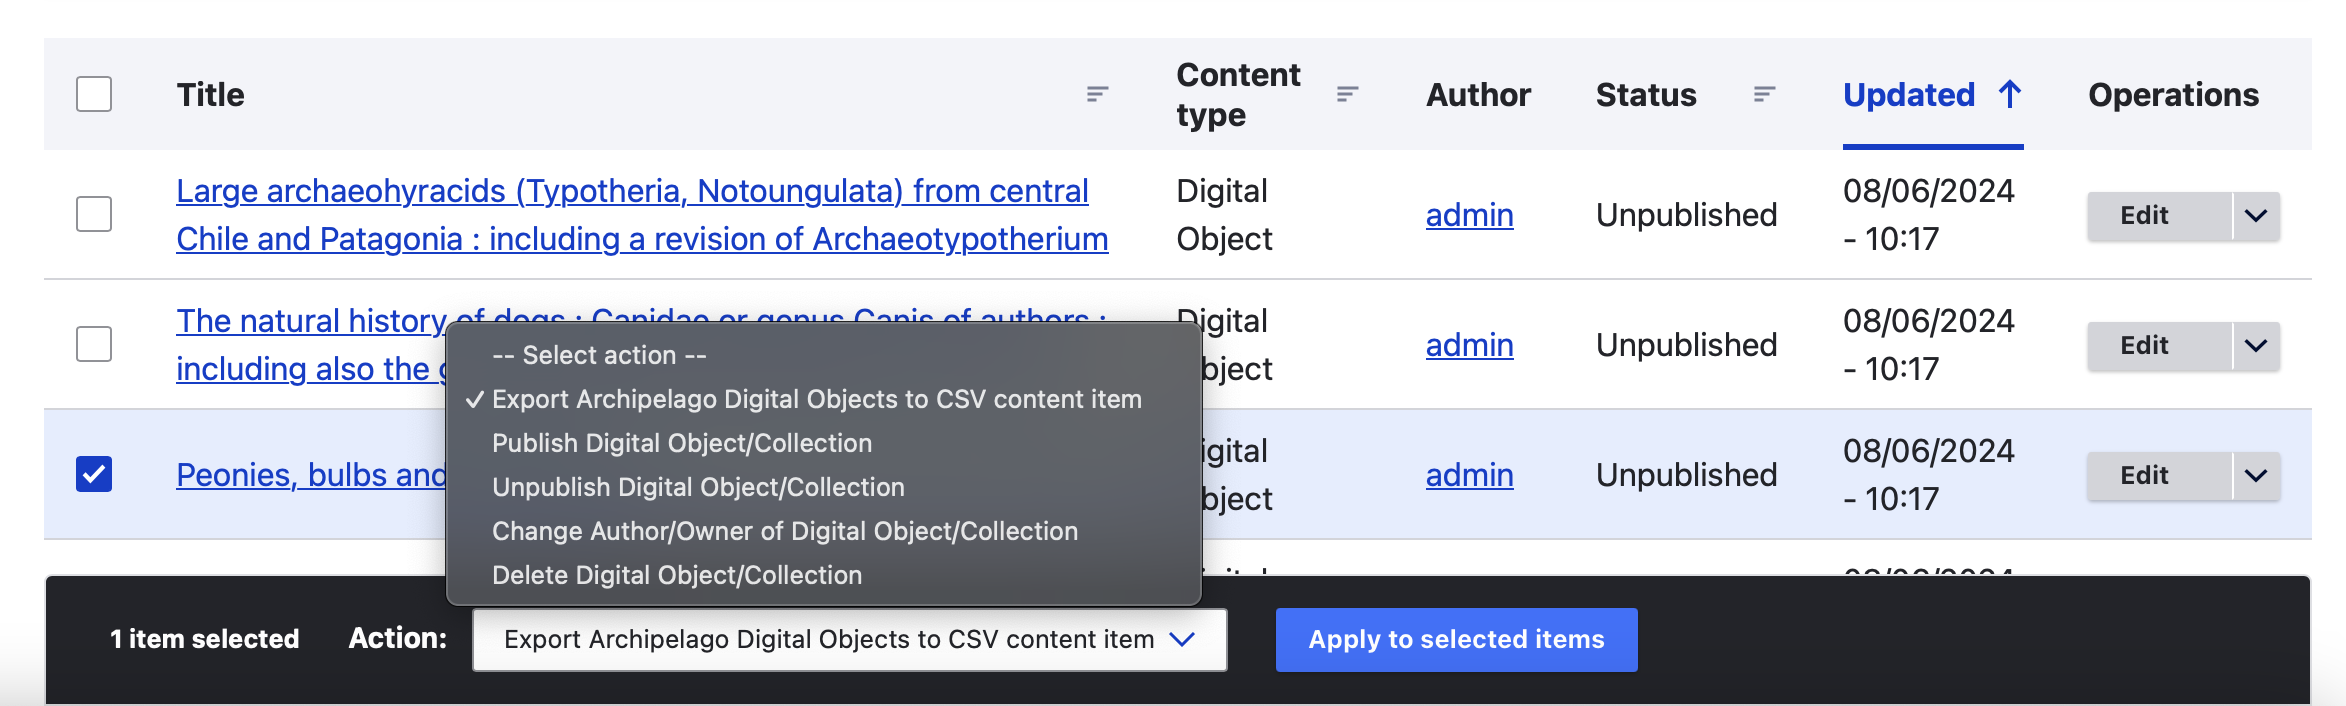 Title
Content
type
Author
Status
Updated
Operations
Large archaeohyracids (Typotheria, Notoungulata) from central
Chile and Patagonia : including a revision of Archaeotypotherium
Digital
Object
admin
Unpublished
08/06/2024
- 10:17
Edit
The natural history of dogs : Canidae or genus Canis of authors ;
including also the
Digital
bject
admin
Unpublished
08/06/2024
- 10:17
Edit
Peonies, bulbs and
igital
bject
admin
Unpublished
08/06/2024
- 10:17
Edit
-- Select action --
✓ Export Archipelago Digital Objects to CSV content item
Publish Digital Object/Collection
Unpublish Digital Object/Collection
Change Author/Owner of Digital Object/Collection
Delete Digital Object/Collection
1 item selected
Action:
Export Archipelago Digital Objects to CSV content item
Apply to selected items